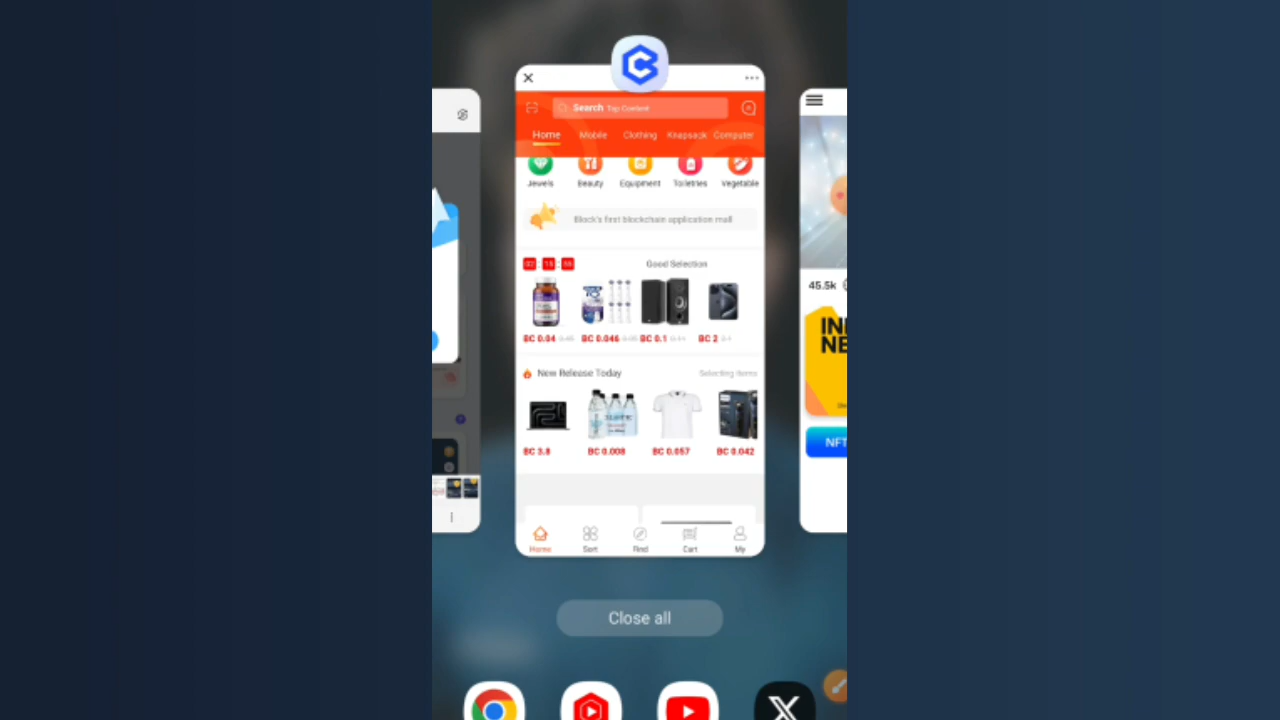 Search Top Content
Home Mobile Clothing Knapsack Computer
Jewels Beauty Equipment Toiletries Vegetable
Block's first blockchain application mall
Good Selection
BC 0.04 BC 0.046 BC 0.1 BC 2
New Release Today Selecting items
BC 3.8 BC 0.008 BC 0.057 BC 0.042
Home Sort Find Cart My
45.5k
NFT
Close all